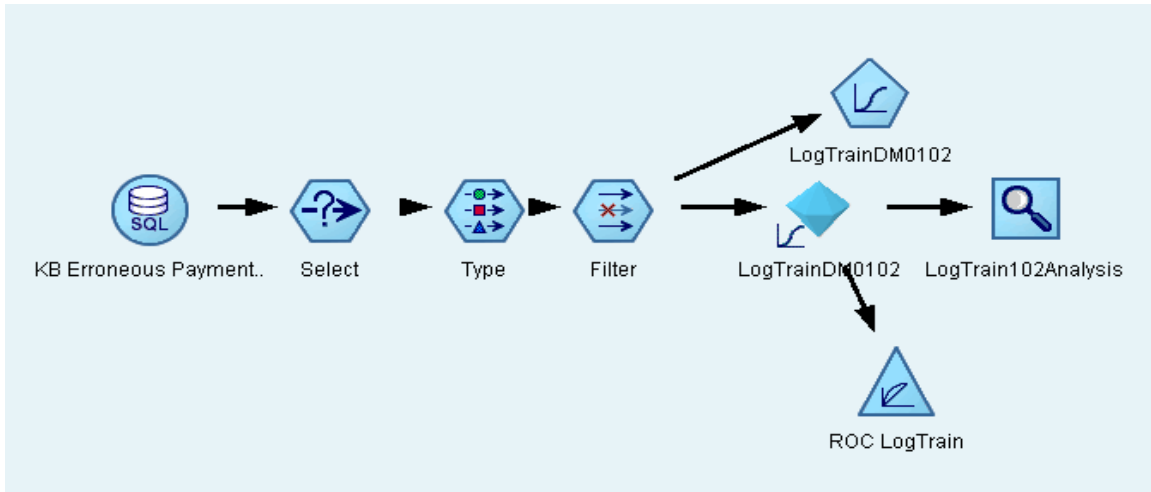 LogTrainDM0102
SQL
KB Erroneous Payment..
Select
Type
Filter
LogTrainDM0102
LogTrain102Analysis
ROC LogTrain